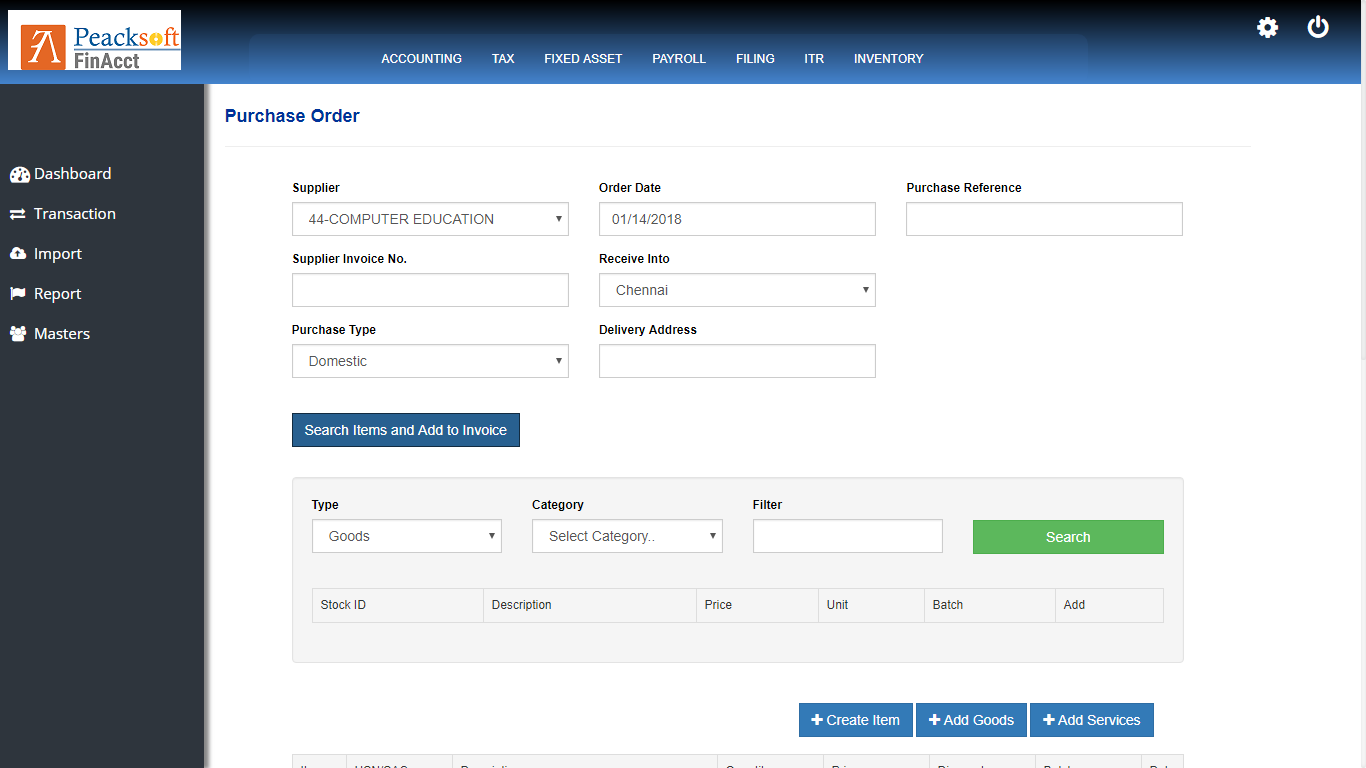 Peacksoft
FinAcct
ACCOUNTING TAX FIXED ASSET PAYROLL FILING ITR INVENTORY
Purchase Order
Dashboard
Transaction
Import
Report
Masters
Supplier Order Date Purchase Reference
44-COMPUTER EDUCATION 01/14/2018
Supplier Invoice No. Receive Into
Chennai
Purchase Type Delivery Address
Domestic
Search Items and Add to Invoice
Type Category Filter
Goods Select Category.. Search
Stock ID Description Price Unit Batch Add
Create Item Add Goods Add Services